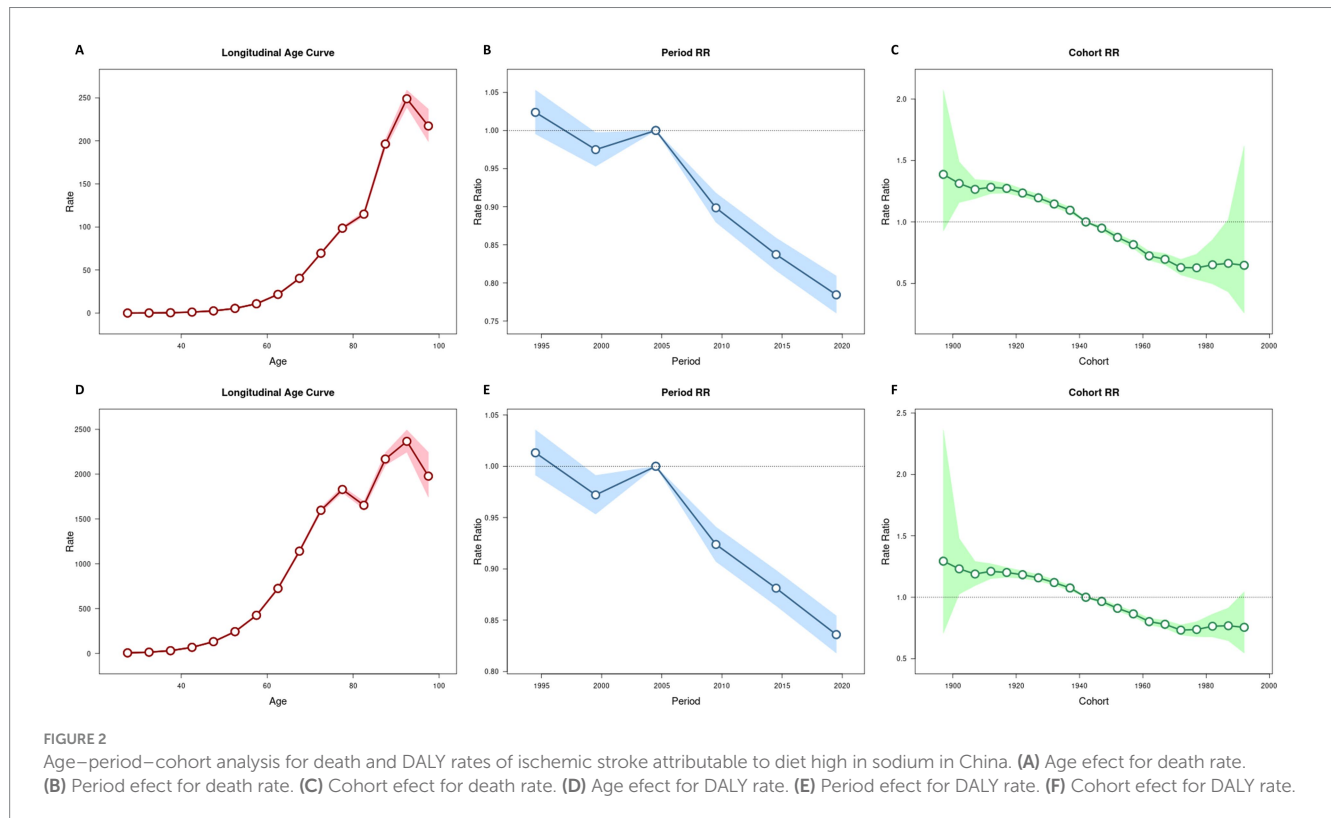 A
Longitudinal Age Curve
Rate
250
200
150
100
50
0
40
60
80
100
Age
B
Period RR
Rate Ratio
1.05
1.00
0.95
0.90
0.85
0.80
0.75
1995
2000
2005
2010
2015
2020
Period
C
Cohort RR
Rate Ratio
2.0
1.5
1.0
0.5
1900
1920
1940
1960
1980
2000
Cohort
D
Longitudinal Age Curve
Rate
2500
2000
1500
1000
500
0
40
60
80
100
Age
E
Period RR
Rate Ratio
1.05
1.00
0.95
0.90
0.85
0.80
1995
2000
2005
2010
2015
2020
Period
F
Cohort RR
Rate Ratio
2.5
2.0
1.5
1.0
0.5
1900
1920
1940
1960
1980
2000
Cohort
FIGURE 2
Age–period–cohort analysis for death and DALY rates of ischemic stroke attributable to diet high in sodium in China. (A) Age efect for death rate.
(B) Period efect for death rate. (C) Cohort efect for death rate. (D) Age efect for DALY rate. (E) Period efect for DALY rate. (F) Cohort efect for DALY rate.